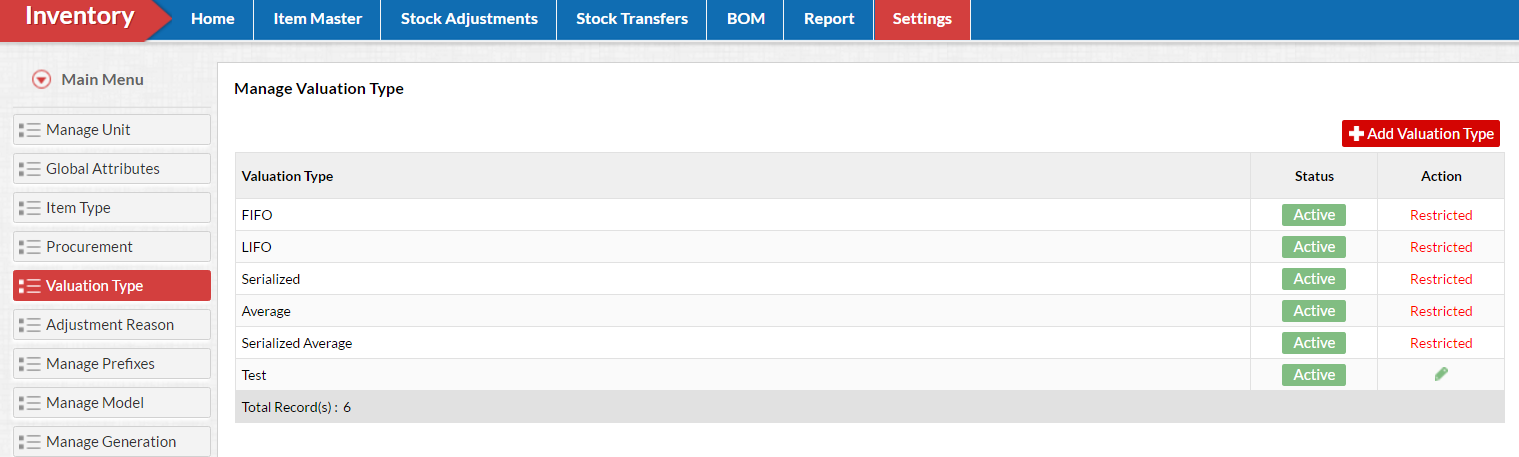 Inventory Home Item Master Stock Adjustments Stock Transfers BOM Report Settings
Main Menu
Manage Unit
Global Attributes
Item Type
Procurement
Valuation Type
Adjustment Reason
Manage Prefixes
Manage Model
Manage Generation
Manage Valuation Type
Add Valuation Type
Valuation Type Status Action
FIFO Active Restricted
LIFO Active Restricted
Serialized Active Restricted
Average Active Restricted
Serialized Average Active Restricted
Test Active
Total Record(s) : 6